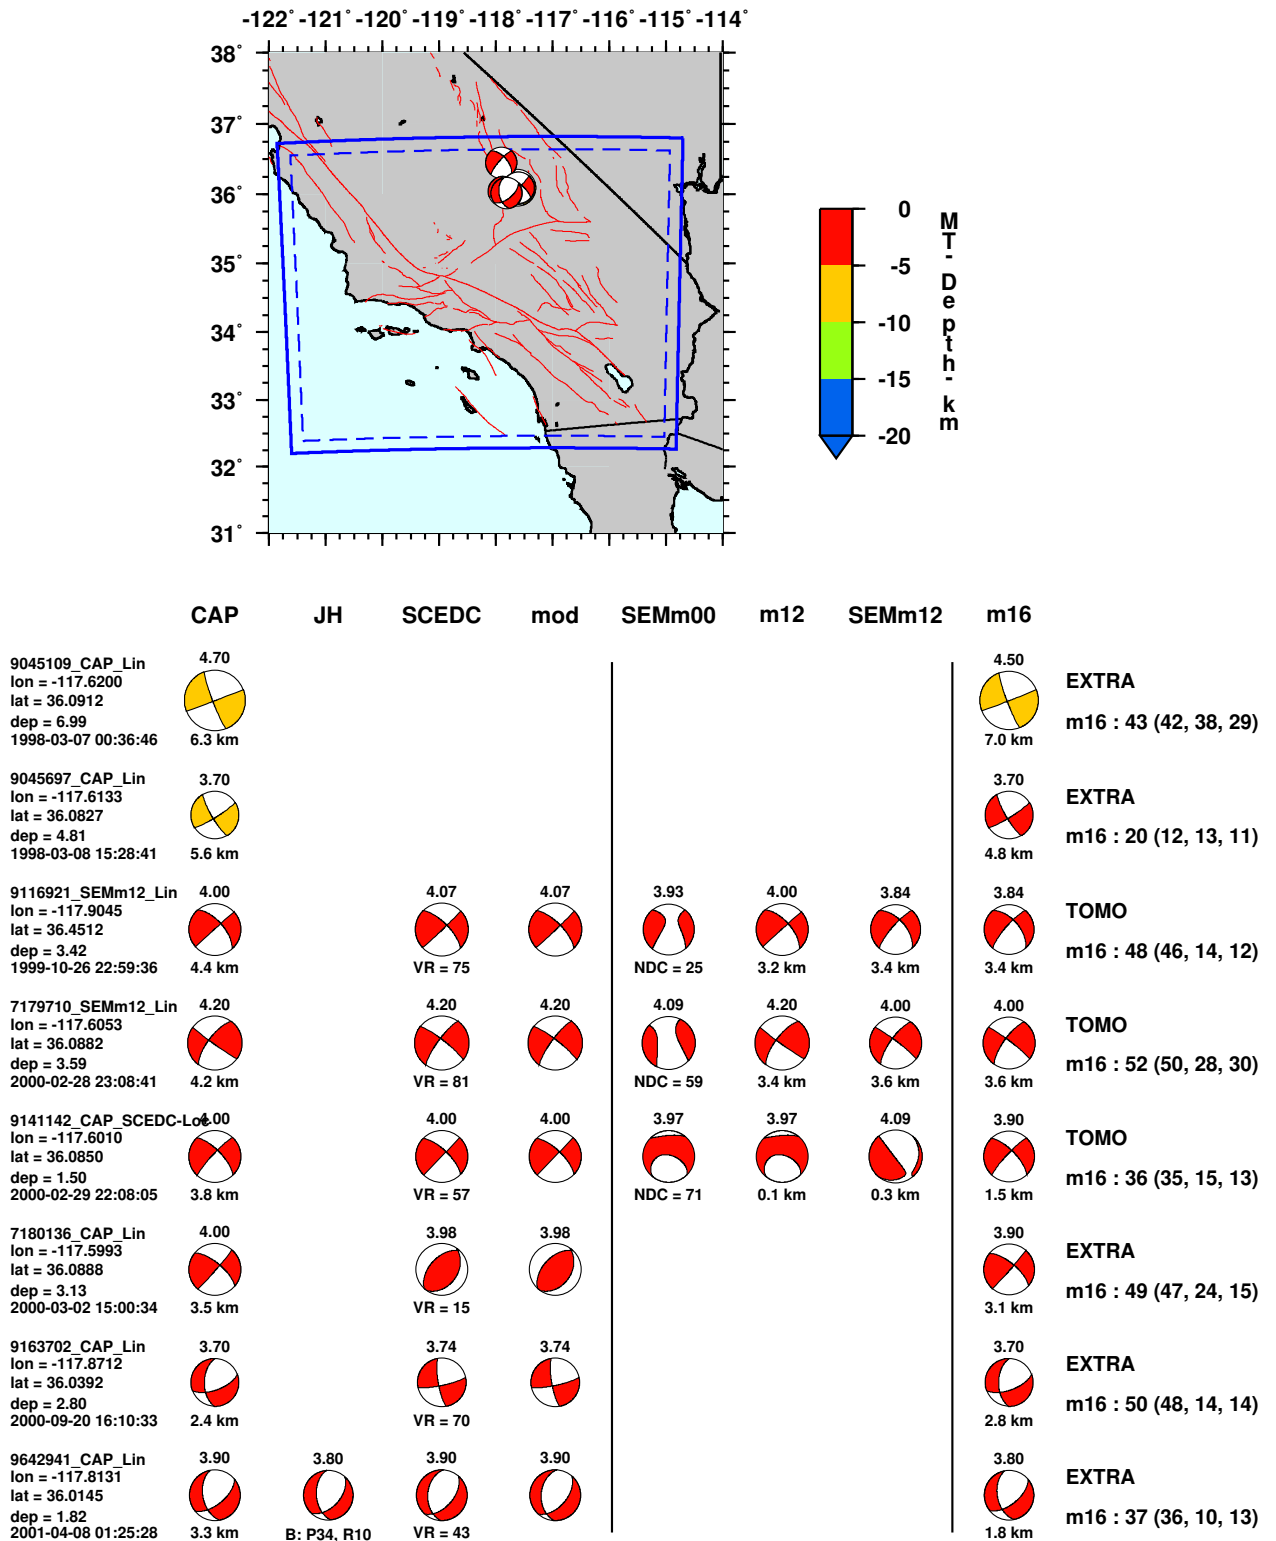 -122° -121° -120° -119° -118° -117° -116° -115° -114°
38°
37°
36°
35°
34°
33°
32°
31°
0
-5
-10
-15
-20
MT-Depth-km
CAP JH SCEDC mod SEMm00 m12 SEMm12 m16
9045109_CAP_Lin
lon = -117.6200
lat = 36.0912
dep = 6.99
1998-03-07 00:36:46
4.70
6.3 km
4.50
7.0 km
EXTRA
m16 : 43 (42, 38, 29)
9045697_CAP_Lin
lon = -117.6133
lat = 36.0827
dep = 4.81
1998-03-08 15:28:41
3.70
5.6 km
3.70
4.8 km
EXTRA
m16 : 20 (12, 13, 11)
9116921_SEMm12_Lin
lon = -117.9045
lat = 36.4512
dep = 3.42
1999-10-26 22:59:36
4.00
4.4 km
4.07
VR = 75
4.07
3.93
NDC = 25
4.00
3.2 km
3.84
3.4 km
3.84
3.4 km
TOMO
m16 : 48 (46, 14, 12)
7179710_SEMm12_Lin
lon = -117.6053
lat = 36.0882
dep = 3.59
2000-02-28 23:08:41
4.20
4.2 km
4.20
VR = 81
4.20
4.09
NDC = 59
4.20
3.4 km
4.00
3.6 km
4.00
3.6 km
TOMO
m16 : 52 (50, 28, 30)
9141142_CAP_SCEDC-Loc
lon = -117.6010
lat = 36.0850
dep = 1.50
2000-02-29 22:08:05
4.00
3.8 km
4.00
VR = 57
4.00
3.97
NDC = 71
3.97
0.1 km
4.09
0.3 km
3.90
1.5 km
TOMO
m16 : 36 (35, 15, 13)
7180136_CAP_Lin
lon = -117.5993
lat = 36.0888
dep = 3.13
2000-03-02 15:00:34
4.00
3.5 km
3.98
VR = 15
3.98
3.90
3.1 km
EXTRA
m16 : 49 (47, 24, 15)
9163702_CAP_Lin
lon = -117.8712
lat = 36.0392
dep = 2.80
2000-09-20 16:10:33
3.70
2.4 km
3.74
VR = 70
3.74
3.70
2.8 km
EXTRA
m16 : 50 (48, 14, 14)
9642941_CAP_Lin
lon = -117.8131
lat = 36.0145
dep = 1.82
2001-04-08 01:25:28
3.90
3.3 km
3.80
B: P34, R10
3.90
VR = 43
3.90
3.80
1.8 km
EXTRA
m16 : 37 (36, 10, 13)